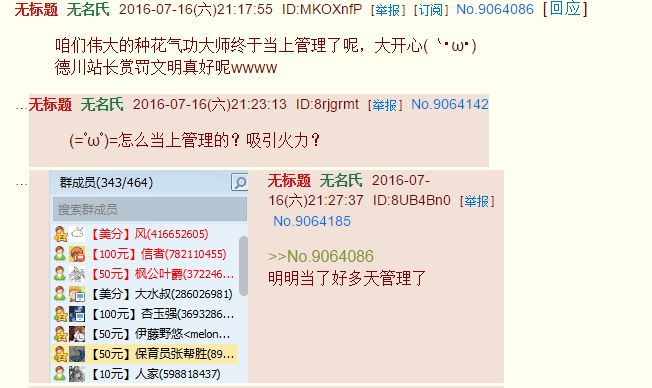 无标题 无名氏 2016-07-16(六)21:17:55 ID:MKOXnfP [举报] [订阅] No.9064086 [回应]
咱们伟大的种花气功大师终于当上管理了呢，大开心(〝▪ω▪)
德川站长赏罚文明真好呢wwww
…无标题 无名氏 2016-07-16(六)21:23:13 ID:8rjgrmt [举报] No.9064142
(=ﾟωﾟ)=怎么当上管理的？吸引火力？
…
群成员(343/464)
搜索群成员
【美分】风(416652605)
【100元】信者(782110455)
【50元】枫公叶爵(372246...
【美分】大水叔(286026981)
【100元】杏玉强(3693286...
【50元】伊藤野悠<melon...
【50元】保育员张帮胜(89...
【10元】人家(598818437)
无标题 无名氏 2016-07-
16(六)21:27:37 ID:8UB4Bn0 [举报]
No.9064185
>>No.9064086
明明当了好多天管理了